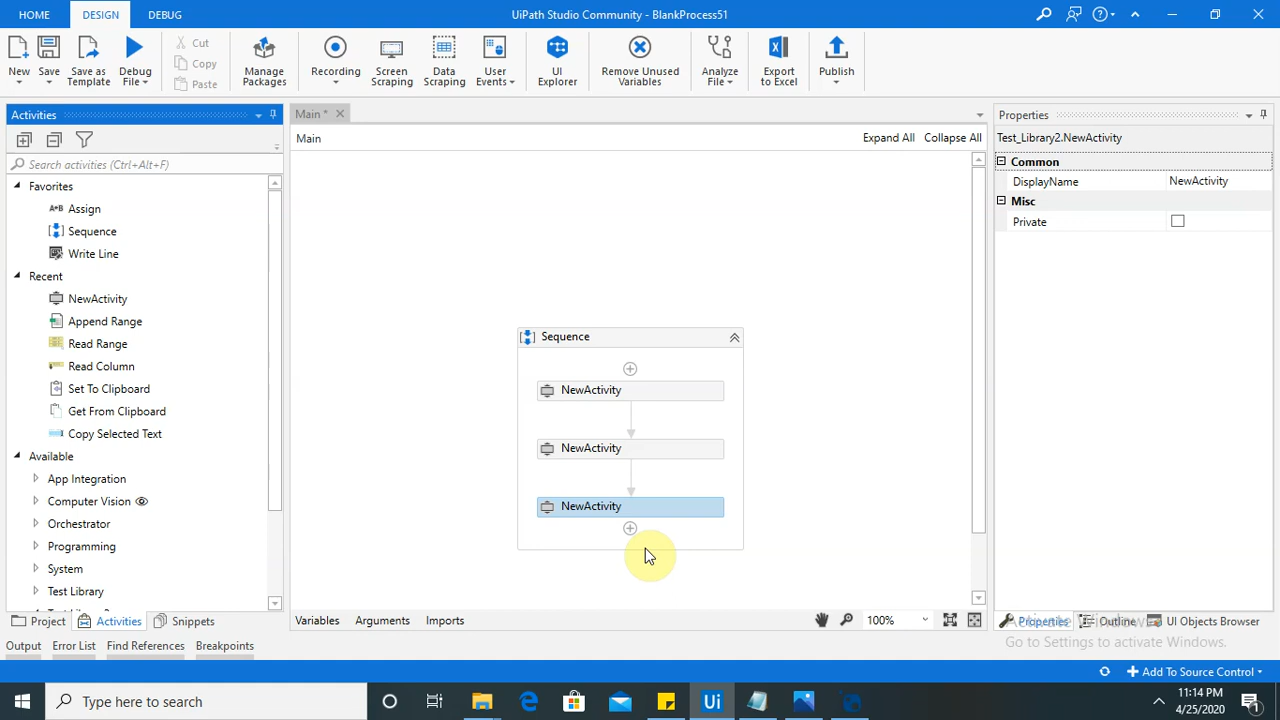 HOME DESIGN DEBUG UiPath Studio Community - BlankProcess51
New Save Save as Template Debug File Cut Copy Paste Manage Packages Recording Screen Scraping Data Scraping User Events UI Explorer Remove Unused Variables Analyze File Export to Excel Publish
Activities
Search activities (Ctrl+Alt+F)
Favorites
Assign
Sequence
Write Line
Recent
NewActivity
Append Range
Read Range
Read Column
Set To Clipboard
Get From Clipboard
Copy Selected Text
Available
App Integration
Computer Vision
Orchestrator
Programming
System
Test Library
Project Activities Snippets
Main *
Main Expand All Collapse All
Sequence
NewActivity
NewActivity
NewActivity
Variables Arguments Imports 100%
Properties
Test_Library2.NewActivity
Common
DisplayName NewActivity
Misc
Private
Properties Outline UI Objects Browser
Activate Windows
Go to Settings to activate Windows.
Output Error List Find References Breakpoints
Add To Source Control
Type here to search
Ui
11:14 PM
4/25/2020
1